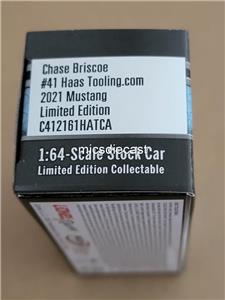 Chase Briscoe
#41 Haas Tooling.com
2021 Mustang
Limited Edition
C412161HATCA
micsdiecast
1:64-Scale Stock Car
Limited Edition Collectable